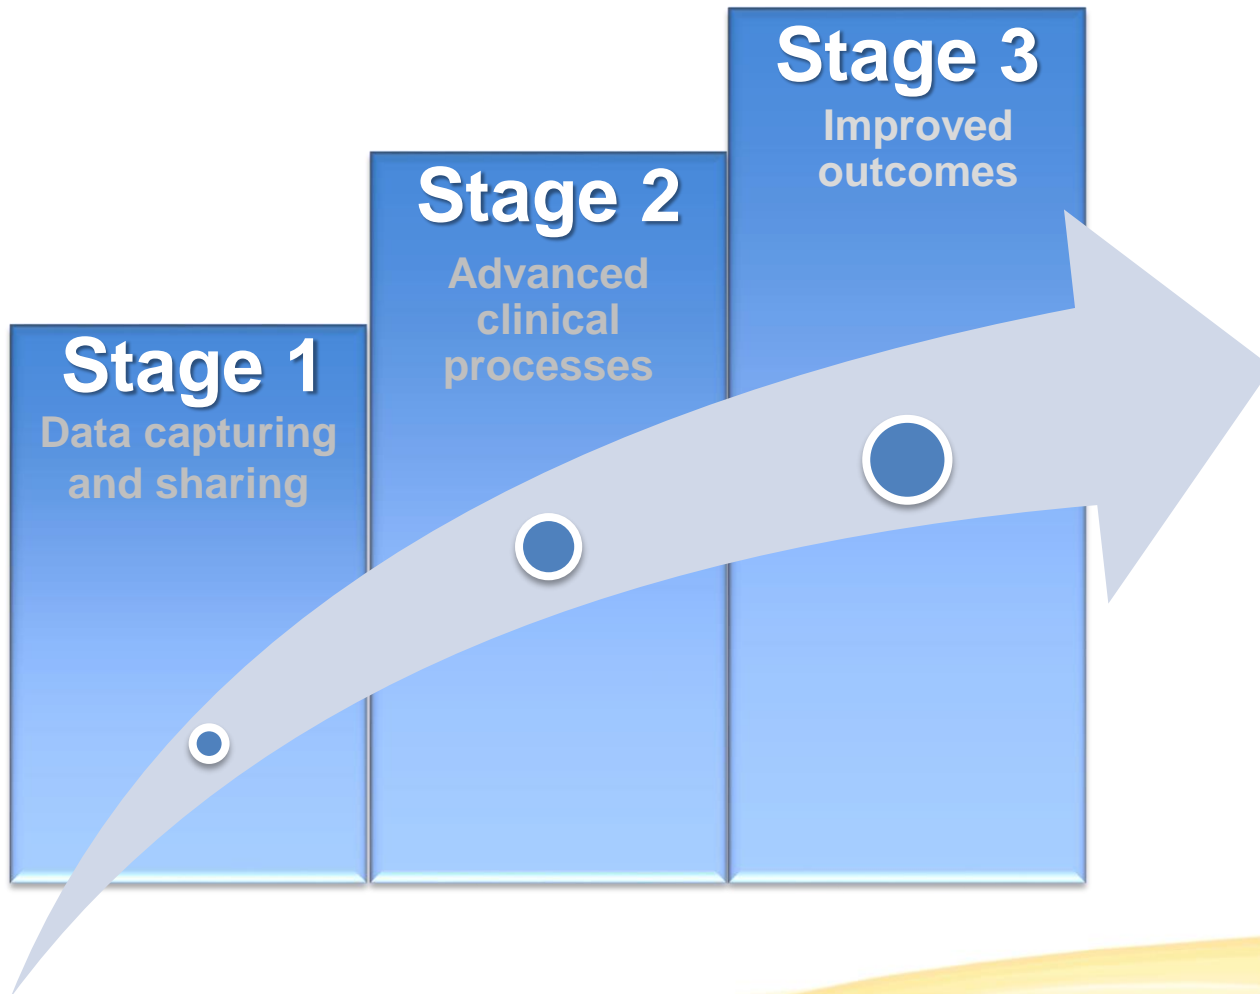 Stage 1
Data capturing
and sharing
Stage 2
Advanced
clinical
processes
Stage 3
Improved
outcomes